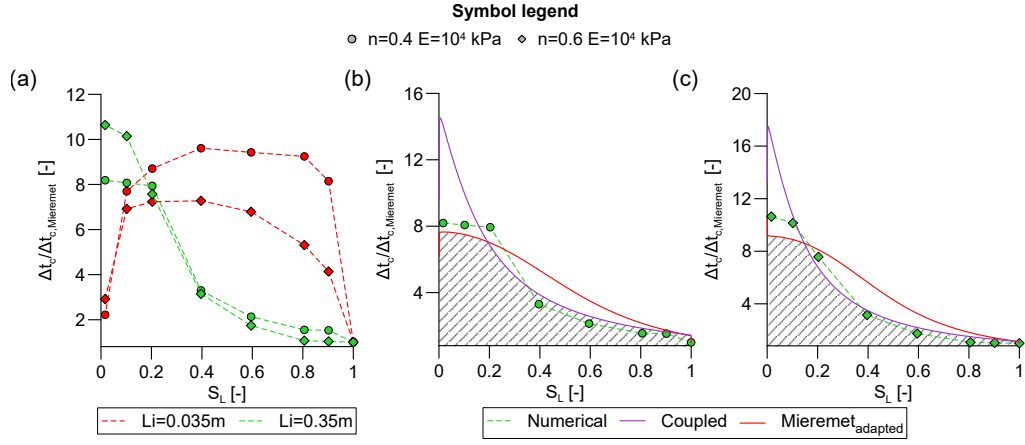 Symbol legend
n=0.4 E=10⁴ kPa n=0.6 E=10⁴ kPa
(a)
12
10
8
6
4
2
Δt_c/Δt_c,Mieremet [-]
0 0.2 0.4 0.6 0.8 1
S_L [-]
Li=0.035m Li=0.35m
(b)
16
12
8
4
Δt_c/Δt_c,Mieremet [-]
0 0.2 0.4 0.6 0.8 1
S_L [-]
(c)
20
16
12
8
4
Δt_c/Δt_c,Mieremet [-]
0 0.2 0.4 0.6 0.8 1
S_L [-]
Numerical Coupled Mieremet_adapted